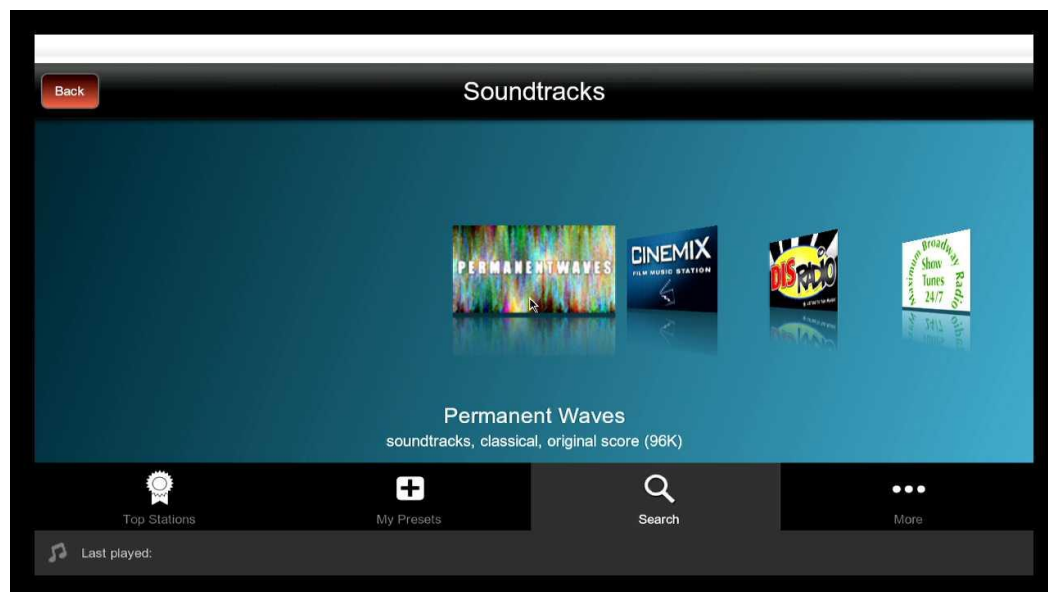 Back
Soundtracks
PERMANENTWAVES
CINEMIX
FILM MUSIC STATION
DIS RADIO
Maximum Broadway Radio
Show
Tunes
24/7
Permanent Waves
soundtracks, classical, original score (96K)
Top Stations
My Presets
Search
More
Last played: